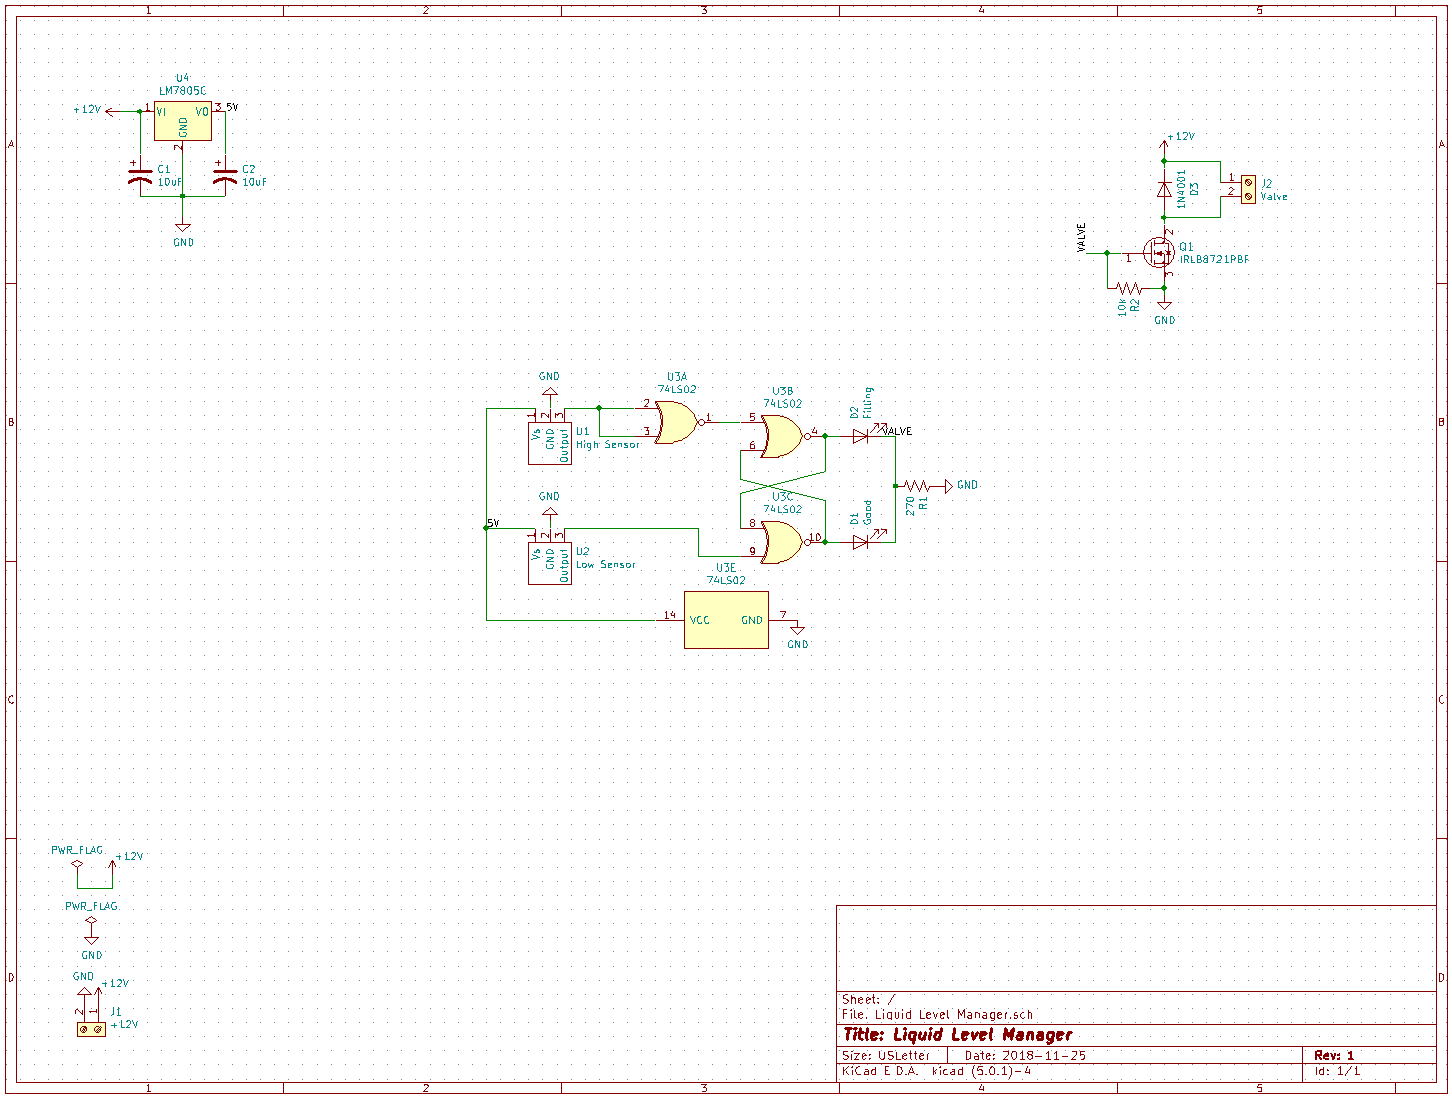 1 2 3 4 5
U4
LM7805C
+12V 1 VI VO 3 5V
GND
2
C1
10uF
C2
10uF
GND
A A
+12V
1N4001
D3
1
2
J2
Valve
VALVE
1
2
Q1
IRLB8721PBF
3
10k
R2
GND
GND
U3A
74LS02
U3B
74LS02
D2
Filling
VALVE
1 2 3
Vs
GND
Output
U1
High Sensor
2
3
1
5
6
4
B B
GND
U3C
74LS02
D1
Good
270
R1
GND
5V
1 2 3
Vs
GND
Output
U2
Low Sensor
8
9
10
U3E
74LS02
14 VCC GND 7
GND
C C
PWR_FLAG
+12V
PWR_FLAG
GND
D D
GND
+12V
2 1
J1
+12V
Sheet: /
File: Liquid Level Manager.sch
Title: Liquid Level Manager
Size: USLetter Date: 2018-11-25 Rev: 1
KiCad E.D.A. kicad (5.0.1)-4 Id: 1/1
1 2 3 4 5